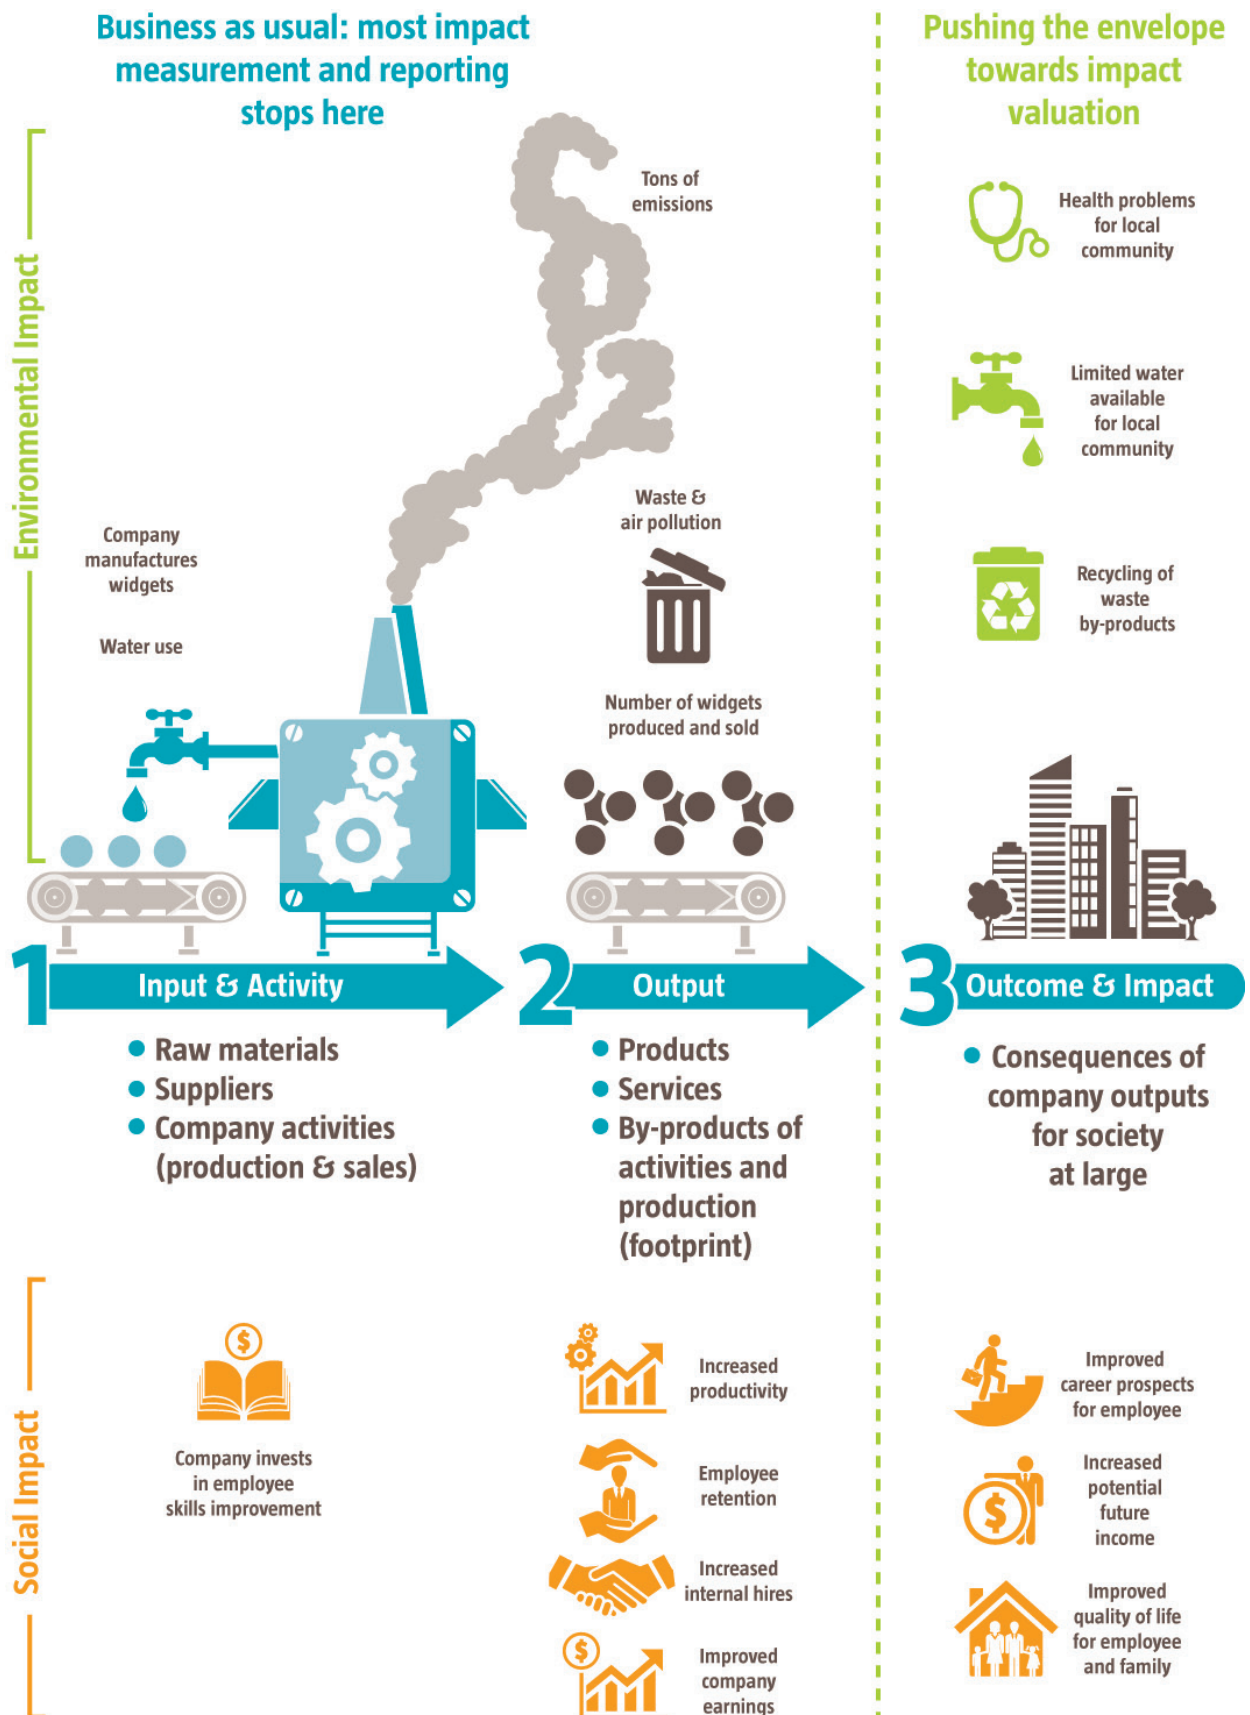 Business as usual: most impact
measurement and reporting
stops here
Pushing the envelope
towards impact
valuation
Environmental Impact
Tons of
emissions
Health problems
for local
community
Limited water
available
for local
community
Waste &
air pollution
Company
manufactures
widgets
Water use
Recycling of
waste
by-products
Number of widgets
produced and sold
1 Input & Activity
• Raw materials
• Suppliers
• Company activities
(production & sales)
2 Output
• Products
• Services
• By-products of
activities and
production
(footprint)
3 Outcome & Impact
• Consequences of
company outputs
for society
at large
Social Impact
$
Company invests
in employee
skills improvement
Increased
productivity
Employee
retention
Increased
internal hires
$
Improved
company
earnings
Improved
career prospects
for employee
$
Increased
potential
future
income
Improved
quality of life
for employee
and family